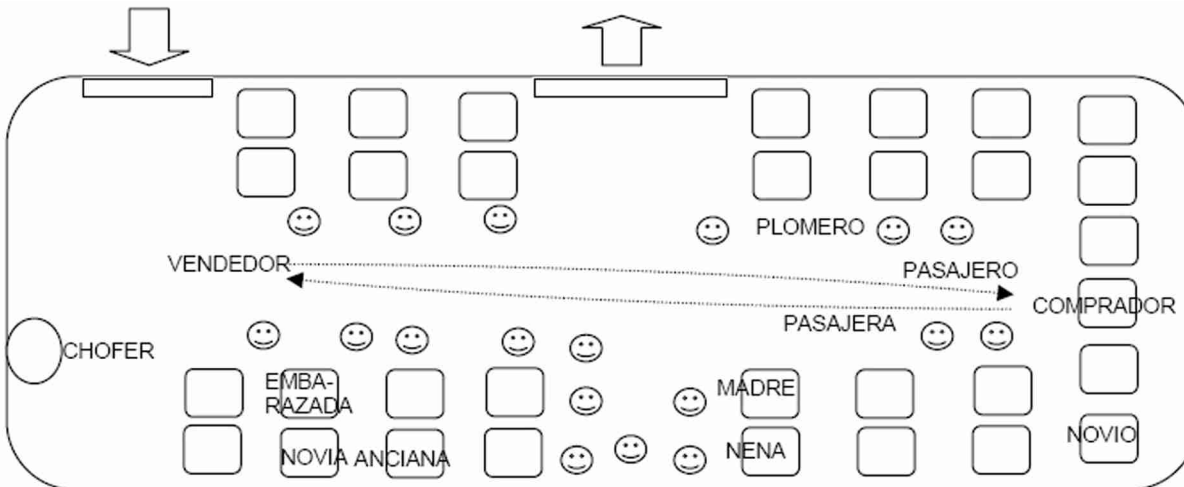 PLOMERO
VENDEDOR
PASAJERO
COMPRADOR
PASAJERA
CHOFER
EMBA-
RAZADA
MADRE
NOVIA ANCIANA
NENA
NOVIO